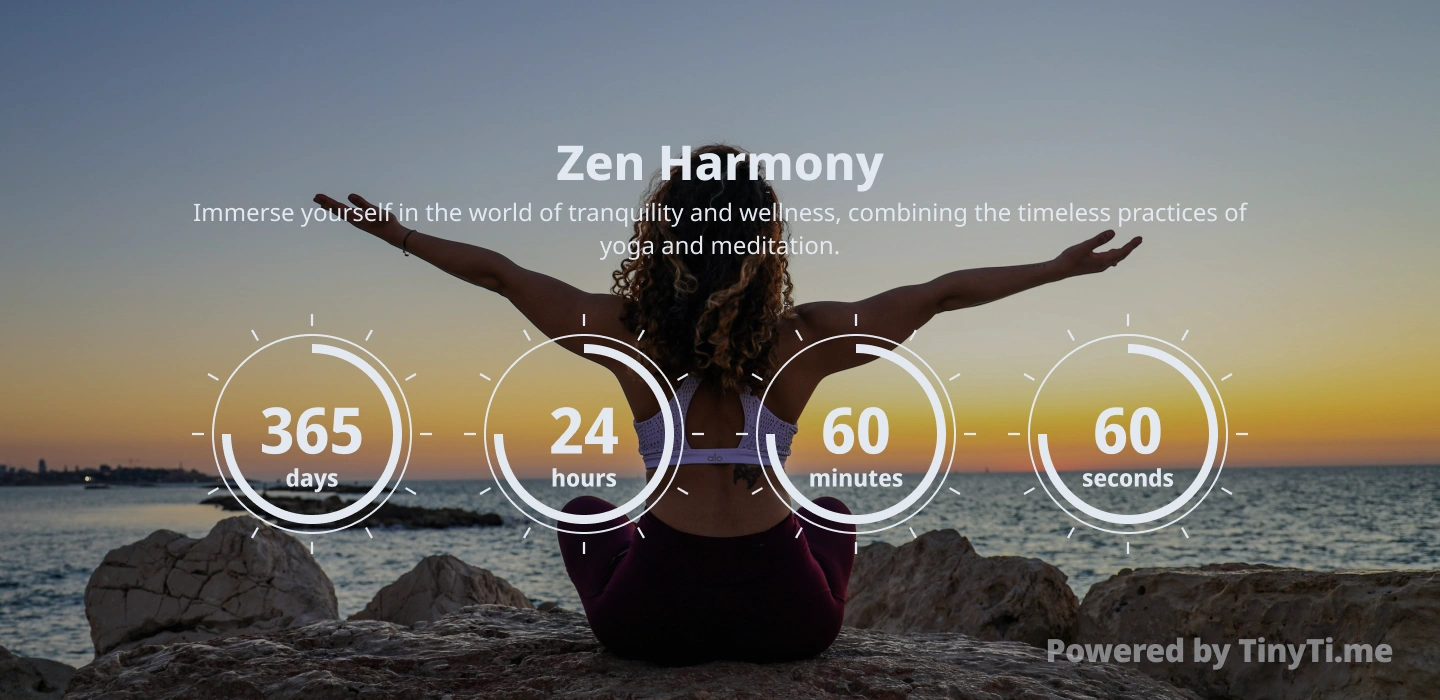 Zen Harmony
Immerse yourself in the world of tranquility and wellness, combining the timeless practices of
yoga and meditation.
365 24 60 60
days hours minutes seconds
alo
Powered by TinyTi.me